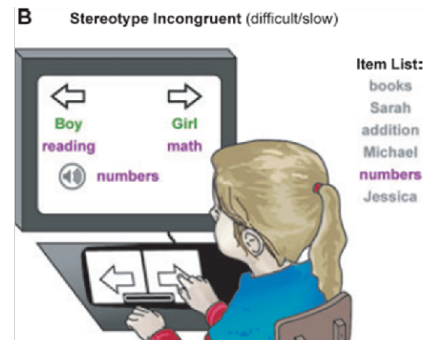 B Stereotype Incongruent (difficult/slow)
Boy Girl
reading math
numbers
Item List:
books
Sarah
addition
Michael
numbers
Jessica